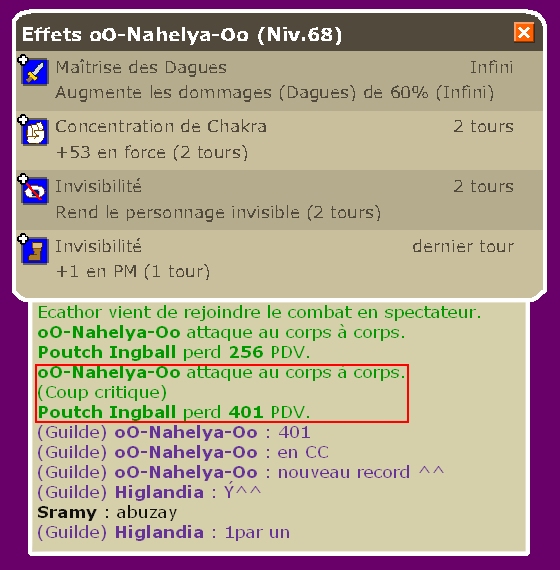 Effets oO-Nahelya-Oo (Niv.68)
Maîtrise des Dagues Infini
Augmente les dommages (Dagues) de 60% (Infini)
Concentration de Chakra 2 tours
+53 en force (2 tours)
Invisibilité 2 tours
Rend le personnage invisible (2 tours)
Invisibilité dernier tour
+1 en PM (1 tour)
Ecathor vient de rejoindre le combat en spectateur.
oO-Nahelya-Oo attaque au corps à corps.
Poutch Ingball perd 256 PDV.
oO-Nahelya-Oo attaque au corps à corps.
(Coup critique)
Poutch Ingball perd 401 PDV.
(Guilde) oO-Nahelya-Oo : 401
(Guilde) oO-Nahelya-Oo : en CC
(Guilde) oO-Nahelya-Oo : nouveau record ^^
(Guilde) Higlandia : Ý^^
Sramy : abuzay
(Guilde) Higlandia : 1par un